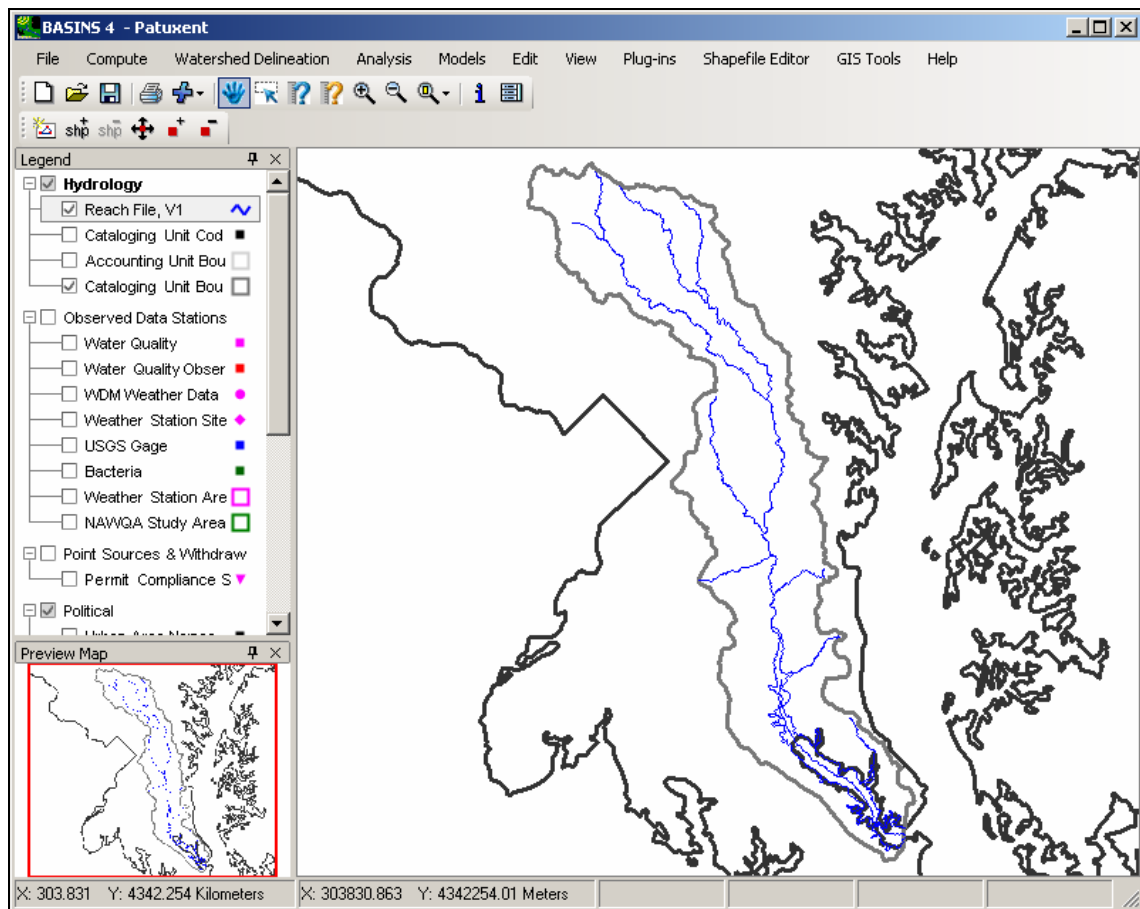 BASINS 4 - Patuxent
File Compute Watershed Delineation Analysis Models Edit View Plug-ins Shapefile Editor GIS Tools Help
shp shp
Legend
Hydrology
Reach File, V1
Cataloging Unit Cod
Accounting Unit Bou
Cataloging Unit Bou
Observed Data Stations
Water Quality
Water Quality Obser
WDM Weather Data
Weather Station Site
USGS Gage
Bacteria
Weather Station Are
NAWQA Study Area
Point Sources & Withdraw
Permit Compliance S
Political
Preview Map
X: 303.831 Y: 4342.254 Kilometers X: 303830.863 Y: 4342254.01 Meters